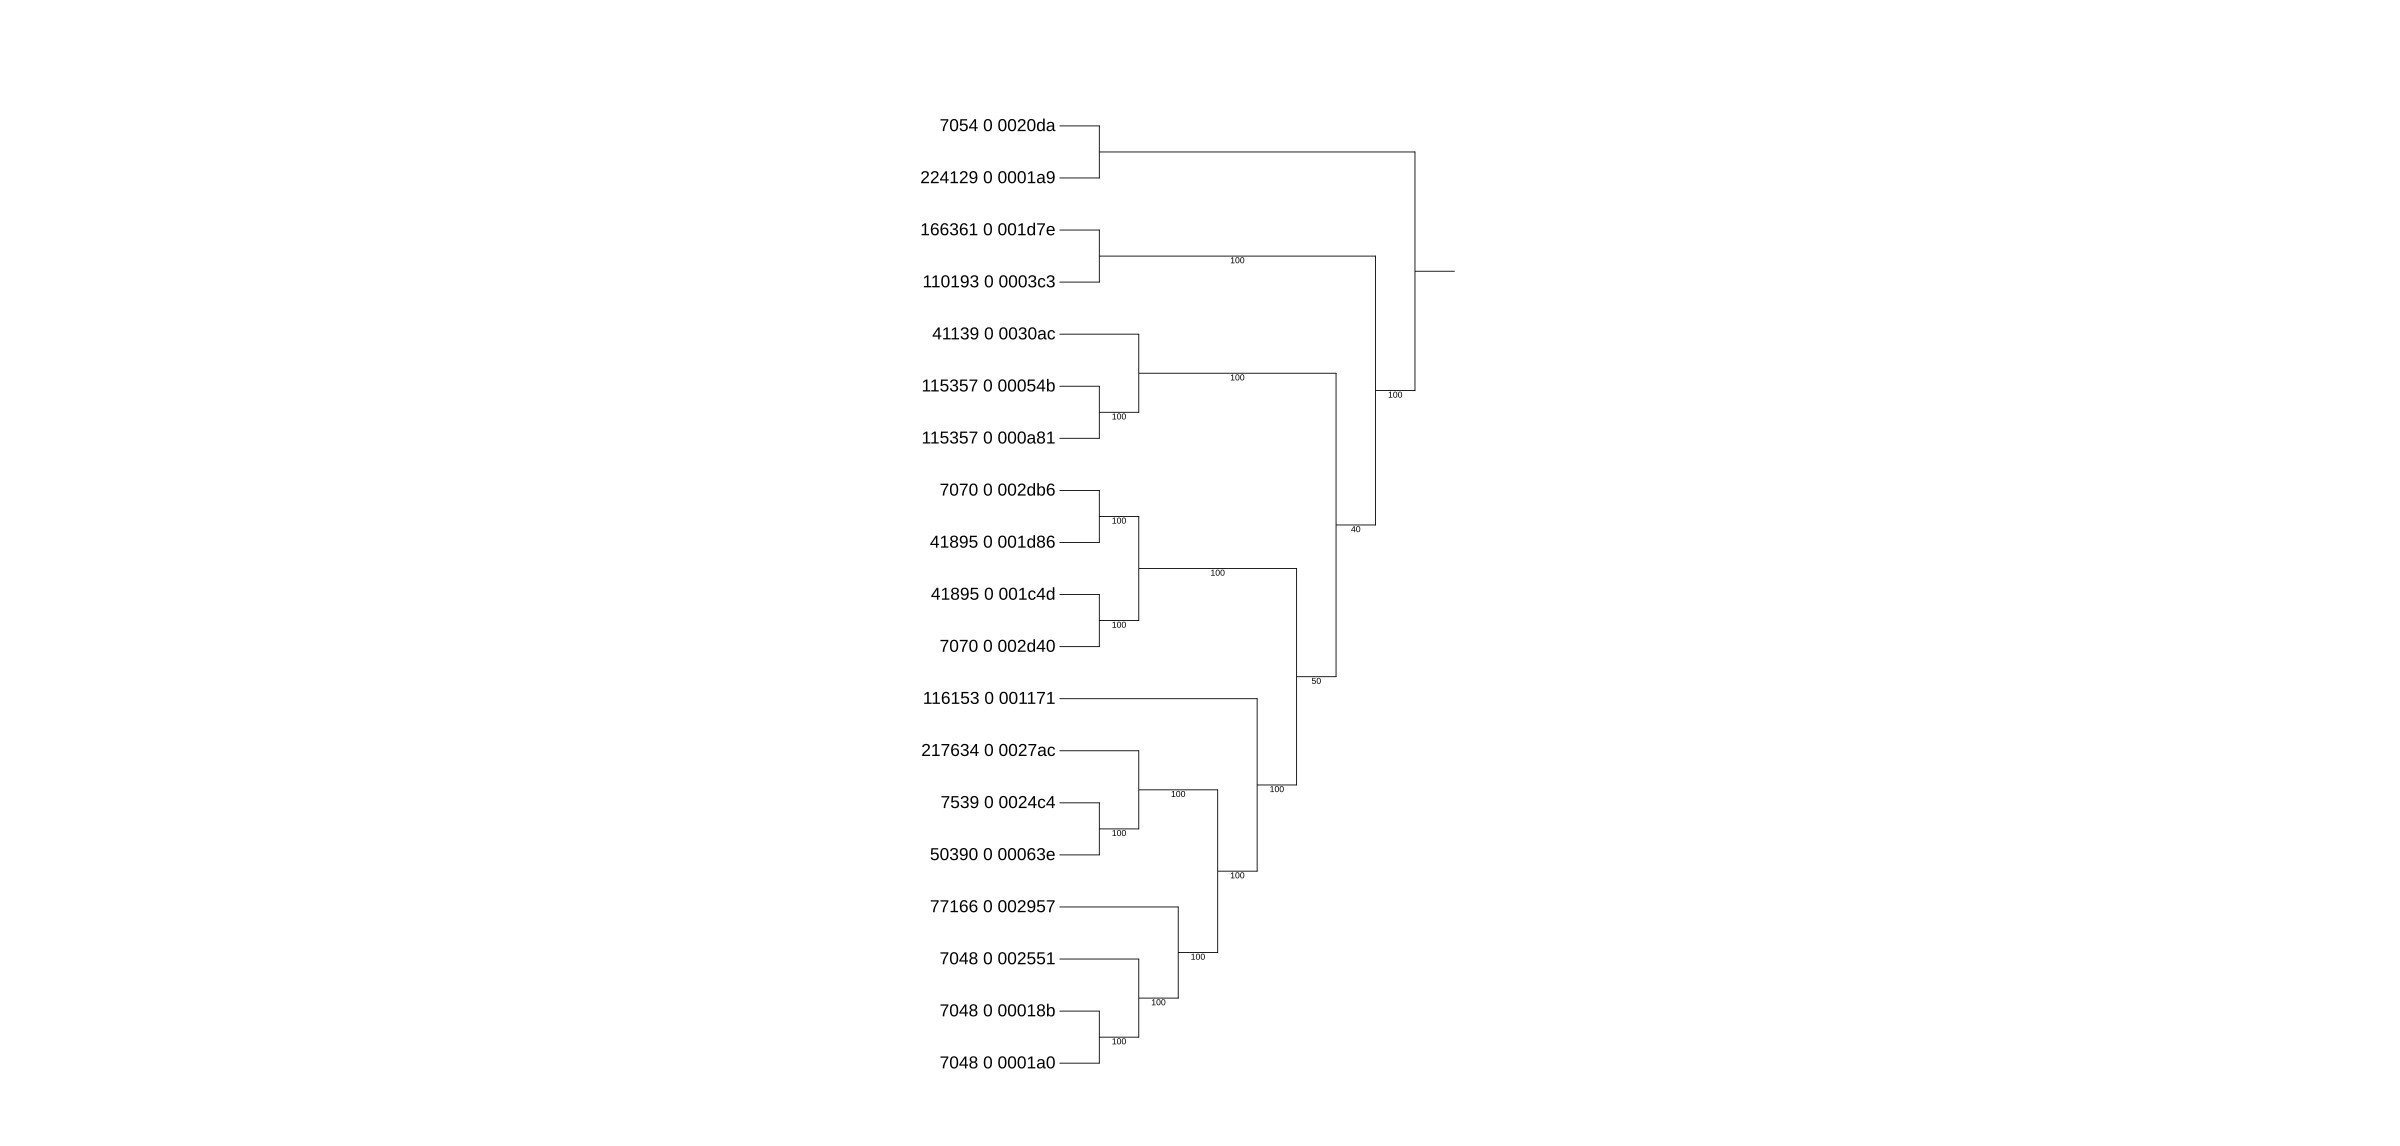 7054 0 0020da
224129 0 0001a9
166361 0 001d7e
100
110193 0 0003c3
41139 0 0030ac
100
115357 0 00054b
100
100
115357 0 000a81
7070 0 002db6
100
40
41895 0 001d86
100
41895 0 001c4d
100
7070 0 002d40
50
116153 0 001171
217634 0 0027ac
100
100
7539 0 0024c4
100
50390 0 00063e
100
77166 0 002957
100
7048 0 002551
100
7048 0 00018b
100
7048 0 0001a0